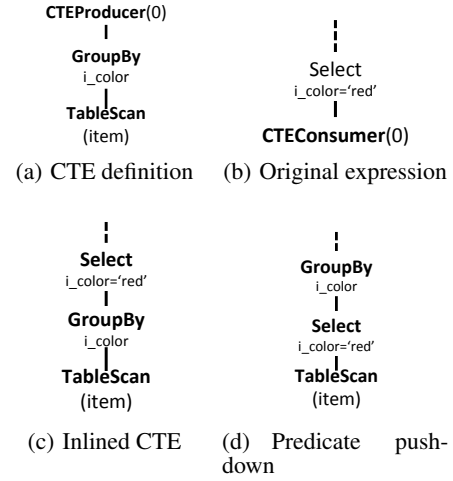 CTEProducer(0)
GroupBy
i_color
TableScan
(item)
(a) CTE definition
Select
i_color=‘red’
CTEConsumer(0)
(b) Original expression
Select
i_color=‘red’
GroupBy
i_color
TableScan
(item)
(c) Inlined CTE
GroupBy
i_color
Select
i_color=‘red’
TableScan
(item)
(d) Predicate push-
down